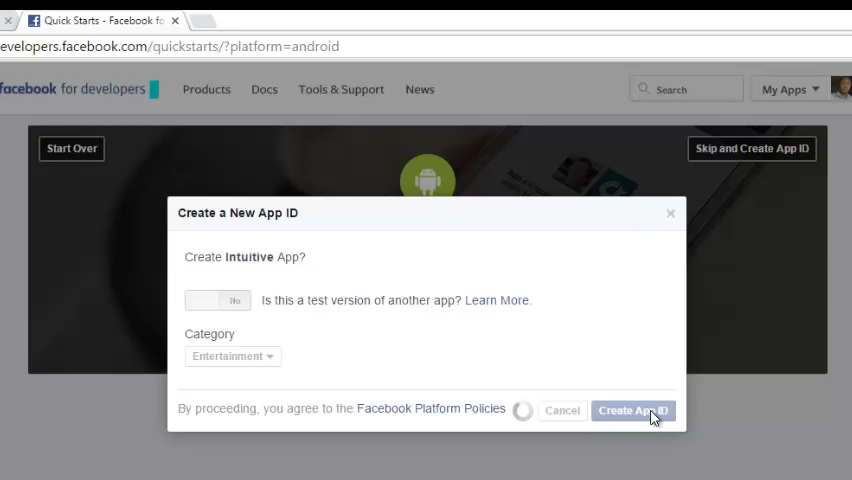 Quick Starts - Facebook fo
evelopers.facebook.com/quickstarts/?platform=android
facebook for developers Products Docs Tools & Support News Search My Apps
Start Over Skip and Create App ID
Create a New App ID
Create Intuitive App?
No Is this a test version of another app? Learn More.
Category
Entertainment
By proceeding, you agree to the Facebook Platform Policies Cancel Create App ID